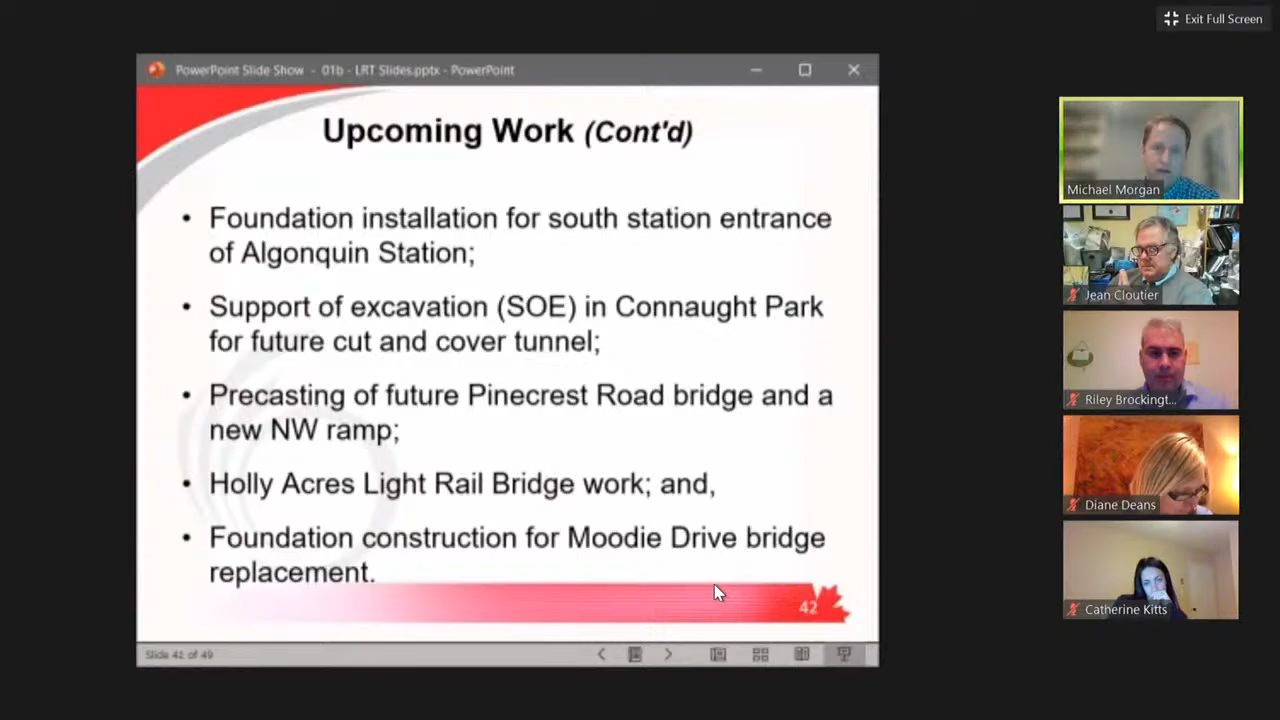 Exit Full Screen
PowerPoint Slide Show - 01b - LRT Slides.pptx - PowerPoint
Upcoming Work (Cont'd)
• Foundation installation for south station entrance
of Algonquin Station;
• Support of excavation (SOE) in Connaught Park
for future cut and cover tunnel;
• Precasting of future Pinecrest Road bridge and a
new NW ramp;
• Holly Acres Light Rail Bridge work; and,
• Foundation construction for Moodie Drive bridge
replacement.
42
Slide 42 of 49
Michael Morgan
Jean Cloutier
Riley Brockingt...
Diane Deans
Catherine Kitts